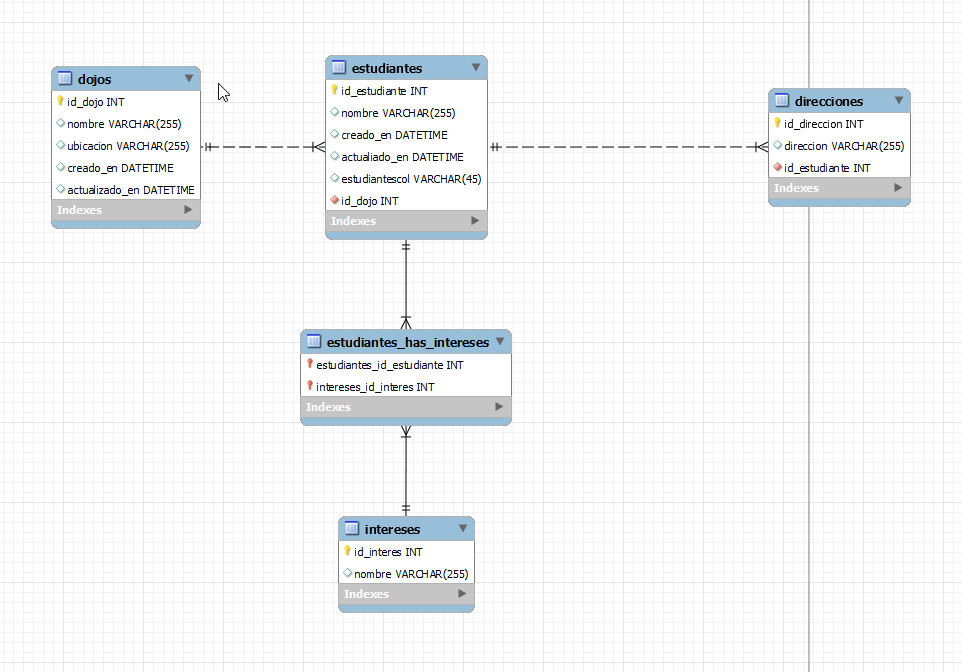 dojos
id_dojo INT
nombre VARCHAR(255)
ubicacion VARCHAR(255)
creado_en DATETIME
actualizado_en DATETIME
Indexes
estudiantes
id_estudiante INT
nombre VARCHAR(255)
creado_en DATETIME
actualiado_en DATETIME
estudiantescol VARCHAR(45)
id_dojo INT
Indexes
direcciones
id_direccion INT
direccion VARCHAR(255)
id_estudiante INT
Indexes
estudiantes_has_intereses
estudiantes_id_estudiante INT
intereses_id_interes INT
Indexes
intereses
id_interes INT
nombre VARCHAR(255)
Indexes